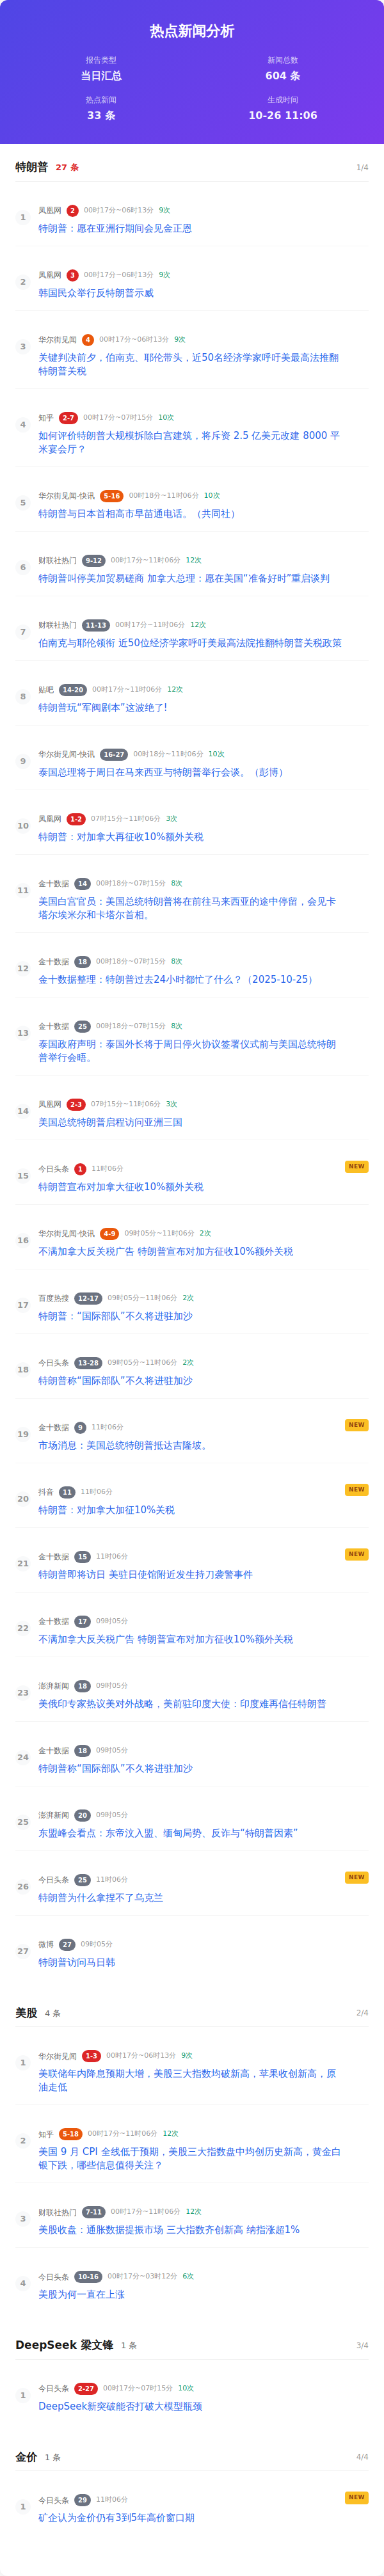 热点新闻分析
报告类型
当日汇总
新闻总数
604 条
热点新闻
33 条
生成时间
10-26 11:06
特朗普 27 条 1/4
1 凤凰网 2 00时17分~06时13分 9次
特朗普：愿在亚洲行期间会见金正恩
2 凤凰网 3 00时17分~06时13分 9次
韩国民众举行反特朗普示威
3 华尔街见闻 4 00时17分~06时13分 9次
关键判决前夕，伯南克、耶伦带头，近50名经济学家呼吁美最高法推翻
特朗普关税
4 知乎 2-7 00时17分~07时15分 10次
如何评价特朗普大规模拆除白宫建筑，将斥资 2.5 亿美元改建 8000 平
米宴会厅？
5 华尔街见闻-快讯 5-16 00时18分~11时06分 10次
特朗普与日本首相高市早苗通电话。（共同社）
6 财联社热门 9-12 00时17分~11时06分 12次
特朗普叫停美加贸易磋商 加拿大总理：愿在美国“准备好时”重启谈判
7 财联社热门 11-13 00时17分~11时06分 12次
伯南克与耶伦领衔 近50位经济学家呼吁美最高法院推翻特朗普关税政策
8 贴吧 14-20 00时17分~11时06分 12次
特朗普玩“军阀剧本”这波绝了!
9 华尔街见闻-快讯 16-27 00时18分~11时06分 10次
泰国总理将于周日在马来西亚与特朗普举行会谈。（彭博）
10 凤凰网 1-2 07时15分~11时06分 3次
特朗普：对加拿大再征收10%额外关税
11 金十数据 14 00时18分~07时15分 8次
美国白宫官员：美国总统特朗普将在前往马来西亚的途中停留，会见卡
塔尔埃米尔和卡塔尔首相。
12 金十数据 18 00时18分~07时15分 8次
金十数据整理：特朗普过去24小时都忙了什么？（2025-10-25）
13 金十数据 25 00时18分~07时15分 8次
泰国政府声明：泰国外长将于周日停火协议签署仪式前与美国总统特朗
普举行会晤。
14 凤凰网 2-3 07时15分~11时06分 3次
美国总统特朗普启程访问亚洲三国
15 今日头条 1 11时06分 NEW
特朗普宣布对加拿大征收10%额外关税
16 华尔街见闻-快讯 4-9 09时05分~11时06分 2次
不满加拿大反关税广告 特朗普宣布对加方征收10%额外关税
17 百度热搜 12-17 09时05分~11时06分 2次
特朗普：“国际部队”不久将进驻加沙
18 今日头条 13-28 09时05分~11时06分 2次
特朗普称“国际部队”不久将进驻加沙
19 金十数据 9 11时06分 NEW
市场消息：美国总统特朗普抵达吉隆坡。
20 抖音 11 11时06分 NEW
特朗普：对加拿大加征10%关税
21 金十数据 15 11时06分 NEW
特朗普即将访日 美驻日使馆附近发生持刀袭警事件
22 金十数据 17 09时05分
不满加拿大反关税广告 特朗普宣布对加方征收10%额外关税
23 澎湃新闻 18 09时05分
美俄印专家热议美对外战略，美前驻印度大使：印度难再信任特朗普
24 金十数据 18 09时05分
特朗普称“国际部队”不久将进驻加沙
25 澎湃新闻 20 09时05分
东盟峰会看点：东帝汶入盟、缅甸局势、反诈与“特朗普因素”
26 今日头条 25 11时06分 NEW
特朗普为什么拿捏不了乌克兰
27 微博 27 09时05分
特朗普访问马日韩
美股 4 条 2/4
1 华尔街见闻 1-3 00时17分~06时13分 9次
美联储年内降息预期大增，美股三大指数均破新高，苹果收创新高，原
油走低
2 知乎 5-18 00时17分~11时06分 12次
美国 9 月 CPI 全线低于预期，美股三大指数盘中均创历史新高，黄金白
银下跌，哪些信息值得关注？
3 财联社热门 7-11 00时17分~11时06分 12次
美股收盘：通胀数据提振市场 三大指数齐创新高 纳指涨超1%
4 今日头条 10-16 00时17分~03时12分 6次
美股为何一直在上涨
DeepSeek 梁文锋 1 条 3/4
1 今日头条 2-27 00时17分~07时15分 10次
DeepSeek新突破能否打破大模型瓶颈
金价 1 条 4/4
1 今日头条 29 11时06分 NEW
矿企认为金价仍有3到5年高价窗口期